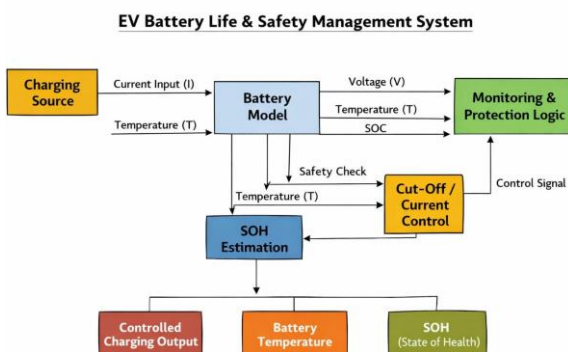 EV Battery Life & Safety Management System
Charging
Source
Current Input (I)
Temperature (T)
Battery
Model
Voltage (V)
Temperature (T)
SOC
Monitoring &
Protection Logic
Safety Check
Temperature (T)
Cut-Off /
Current
Control
Control Signal
SOH
Estimation
Controlled
Charging Output
Battery
Temperature
SOH
(State of Health)